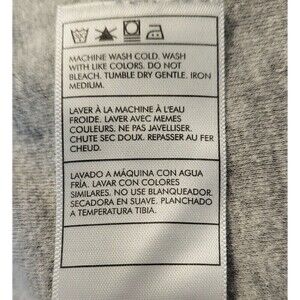 MACHINE WASH COLD. WASH
WITH LIKE COLORS. DO NOT
BLEACH. TUMBLE DRY GENTLE. IRON
MEDIUM.
LAVER À LA MACHINE À L'EAU
FROIDE. LAVER AVEC MEMES
COULEURS. NE PAS JAVELLISER.
CHUTE SEC DOUX. REPASSER AU FER
CHEUD.
LAVADO A MÁQUINA CON AGUA
FRÍA. LAVAR CON COLORES
SIMILARES. NO USE BLANQUEADOR.
SECADORA EN SUAVE. PLANCHADO
A TEMPERATURA TIBIA.